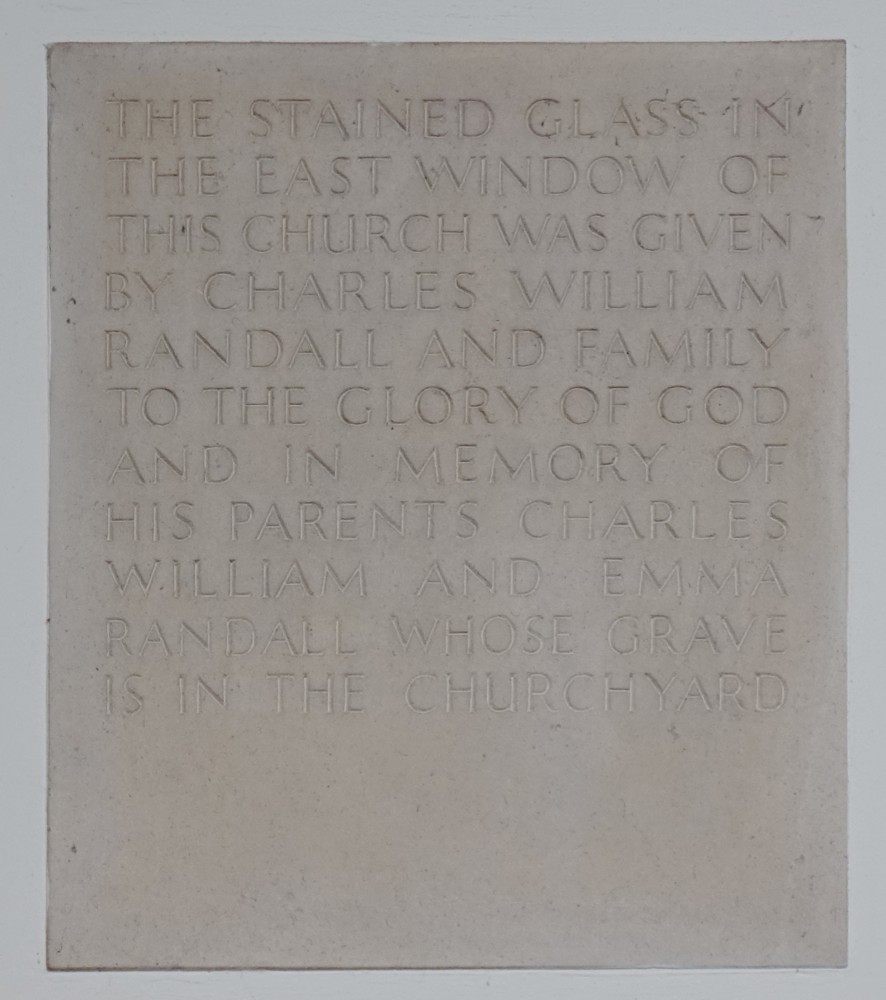 THE STAINED GLASS IN
THE EAST WINDOW OF
THIS CHURCH WAS GIVEN
BY CHARLES WILLIAM
RANDALL AND FAMILY
TO THE GLORY OF GOD
AND IN MEMORY OF
HIS PARENTS CHARLES
WILLIAM AND EMMA
RANDALL WHOSE GRAVE
IS IN THE CHURCHYARD